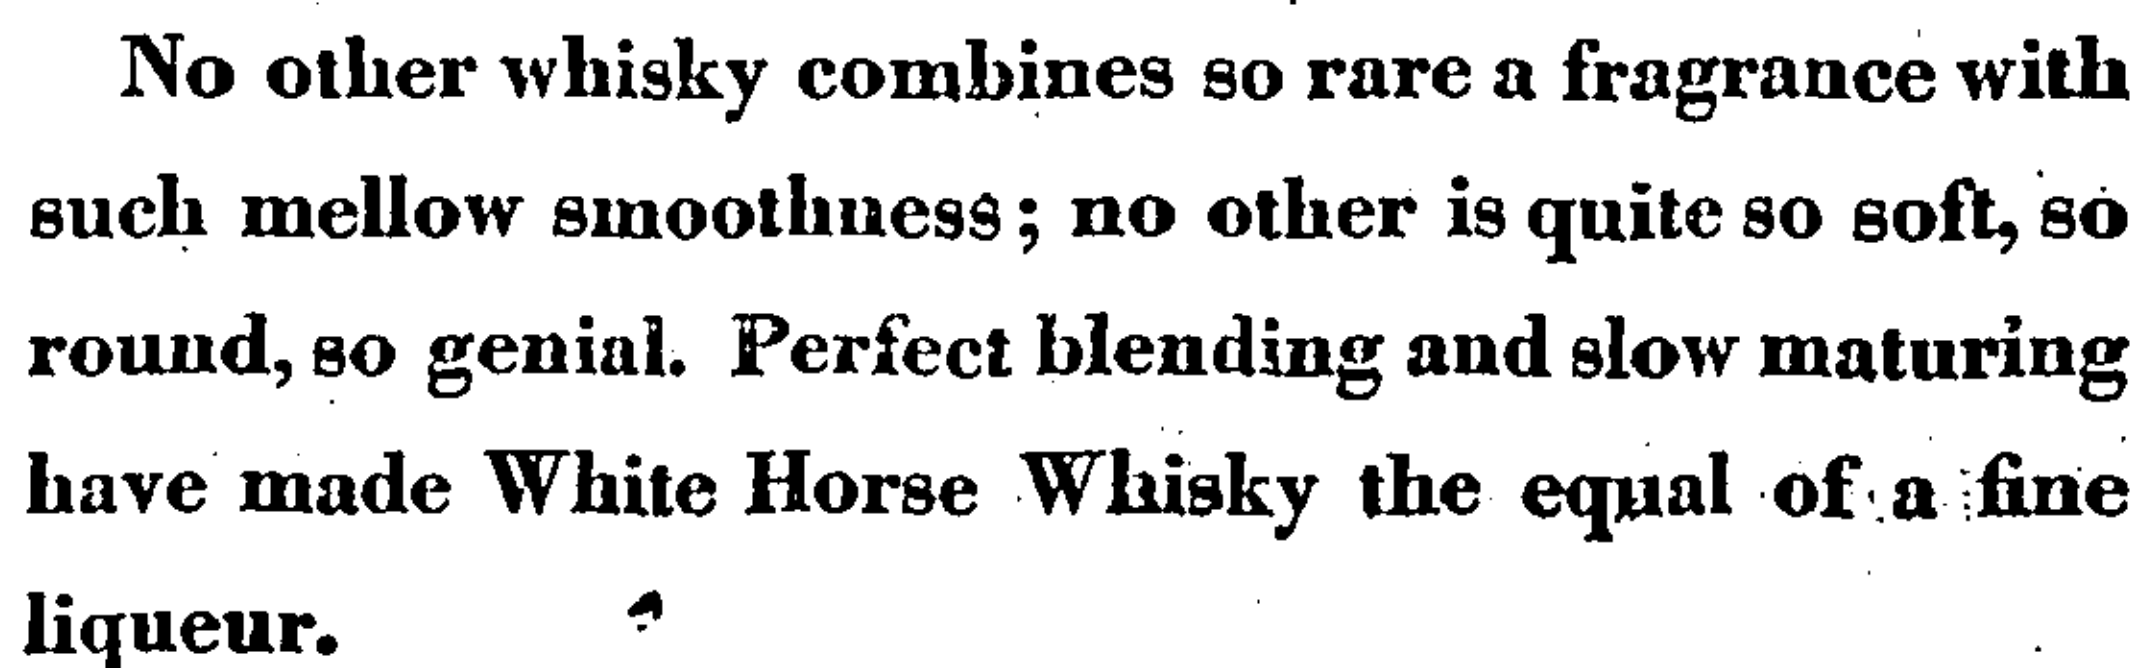 No other whisky combines so rare a fragrance with
such mellow smoothness; no other is quite so soft, so
round, so genial. Perfect blending and slow maturing
have made White Horse Whisky the equal of a fine
liqueur.